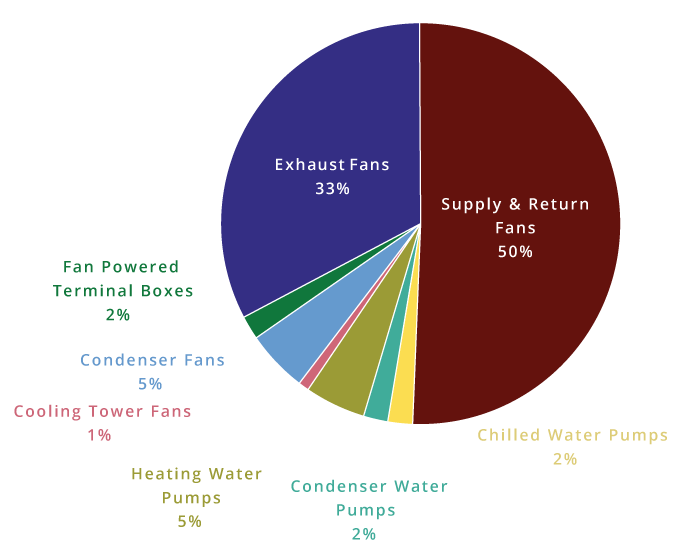 Exhaust Fans
33%
Supply & Return
Fans
50%
Fan Powered
Terminal Boxes
2%
Condenser Fans
5%
Cooling Tower Fans
1%
Chilled Water Pumps
2%
Heating Water
Pumps
5%
Condenser Water
Pumps
2%